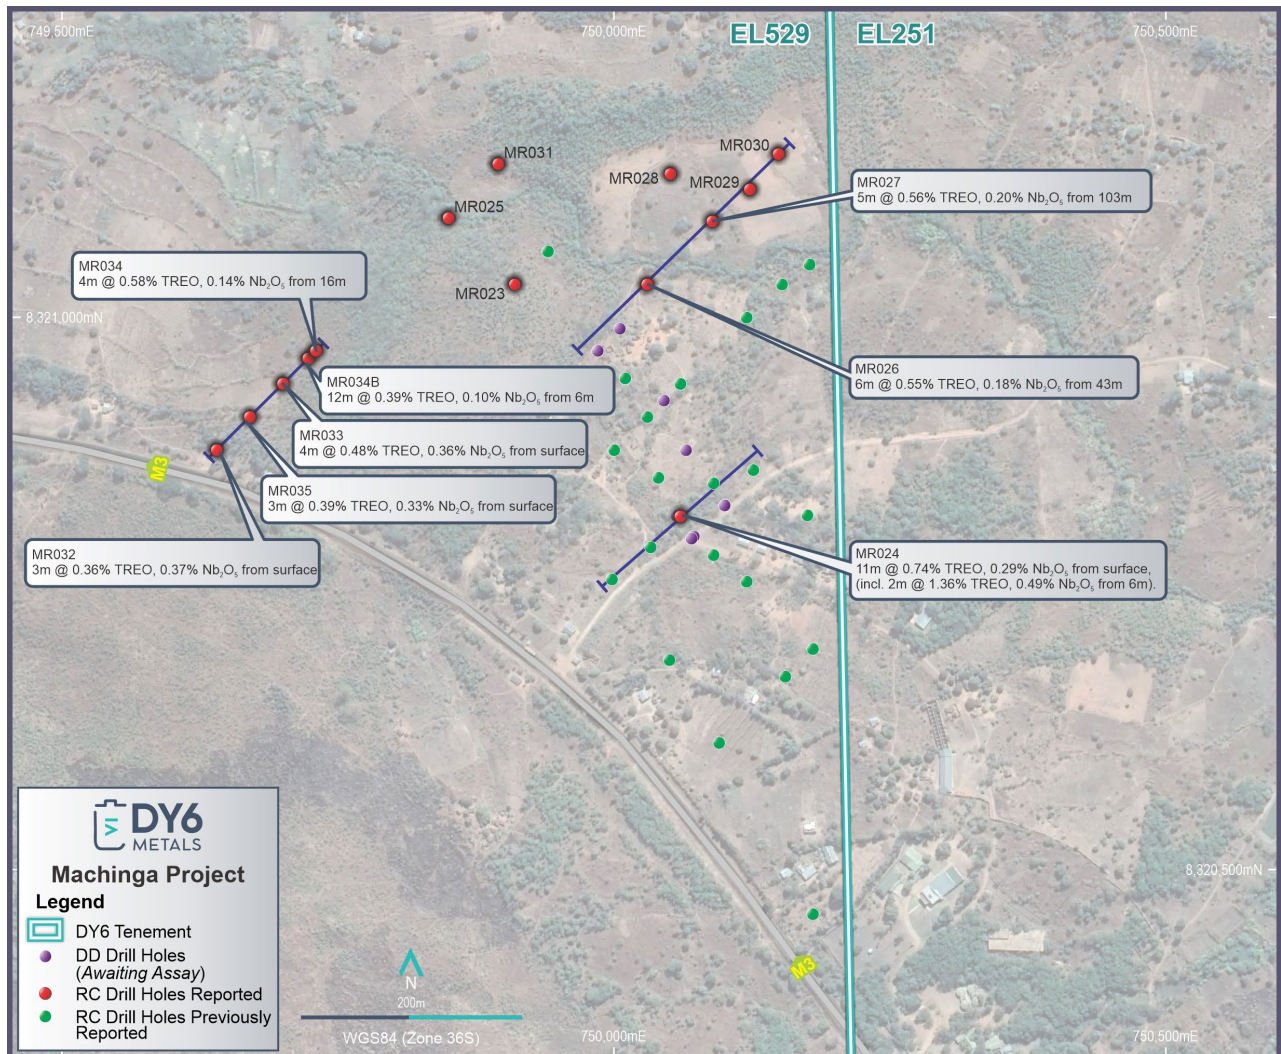 749,500mE
750,000mE
EL529
EL251
750,500mE
MR031
MR030
MR028
MR029
MR027
5m @ 0.56% TREO, 0.20% Nb₂O₅ from 103m
MR025
MR034
4m @ 0.58% TREO, 0.14% Nb₂O₅ from 16m
MR023
8,321,000mN
MR026
6m @ 0.55% TREO, 0.18% Nb₂O₅ from 43m
MR034B
12m @ 0.39% TREO, 0.10% Nb₂O₅ from 6m
MR033
4m @ 0.48% TREO, 0.36% Nb₂O₅ from surface
M3
MR035
3m @ 0.39% TREO, 0.33% Nb₂O₅ from surface
MR032
3m @ 0.36% TREO, 0.37% Nb₂O₅ from surface
MR024
11m @ 0.74% TREO, 0.29% Nb₂O₅ from surface,
(incl. 2m @ 1.36% TREO, 0.49% Nb₂O₅ from 6m).
DY6
METALS
Machinga Project
Legend
DY6 Tenement
DD Drill Holes
(Awaiting Assay)
RC Drill Holes Reported
RC Drill Holes Previously
Reported
8,320,500mN
M3
N
200m
WGS84 (Zone 36S)
750,000mE
750,500mE